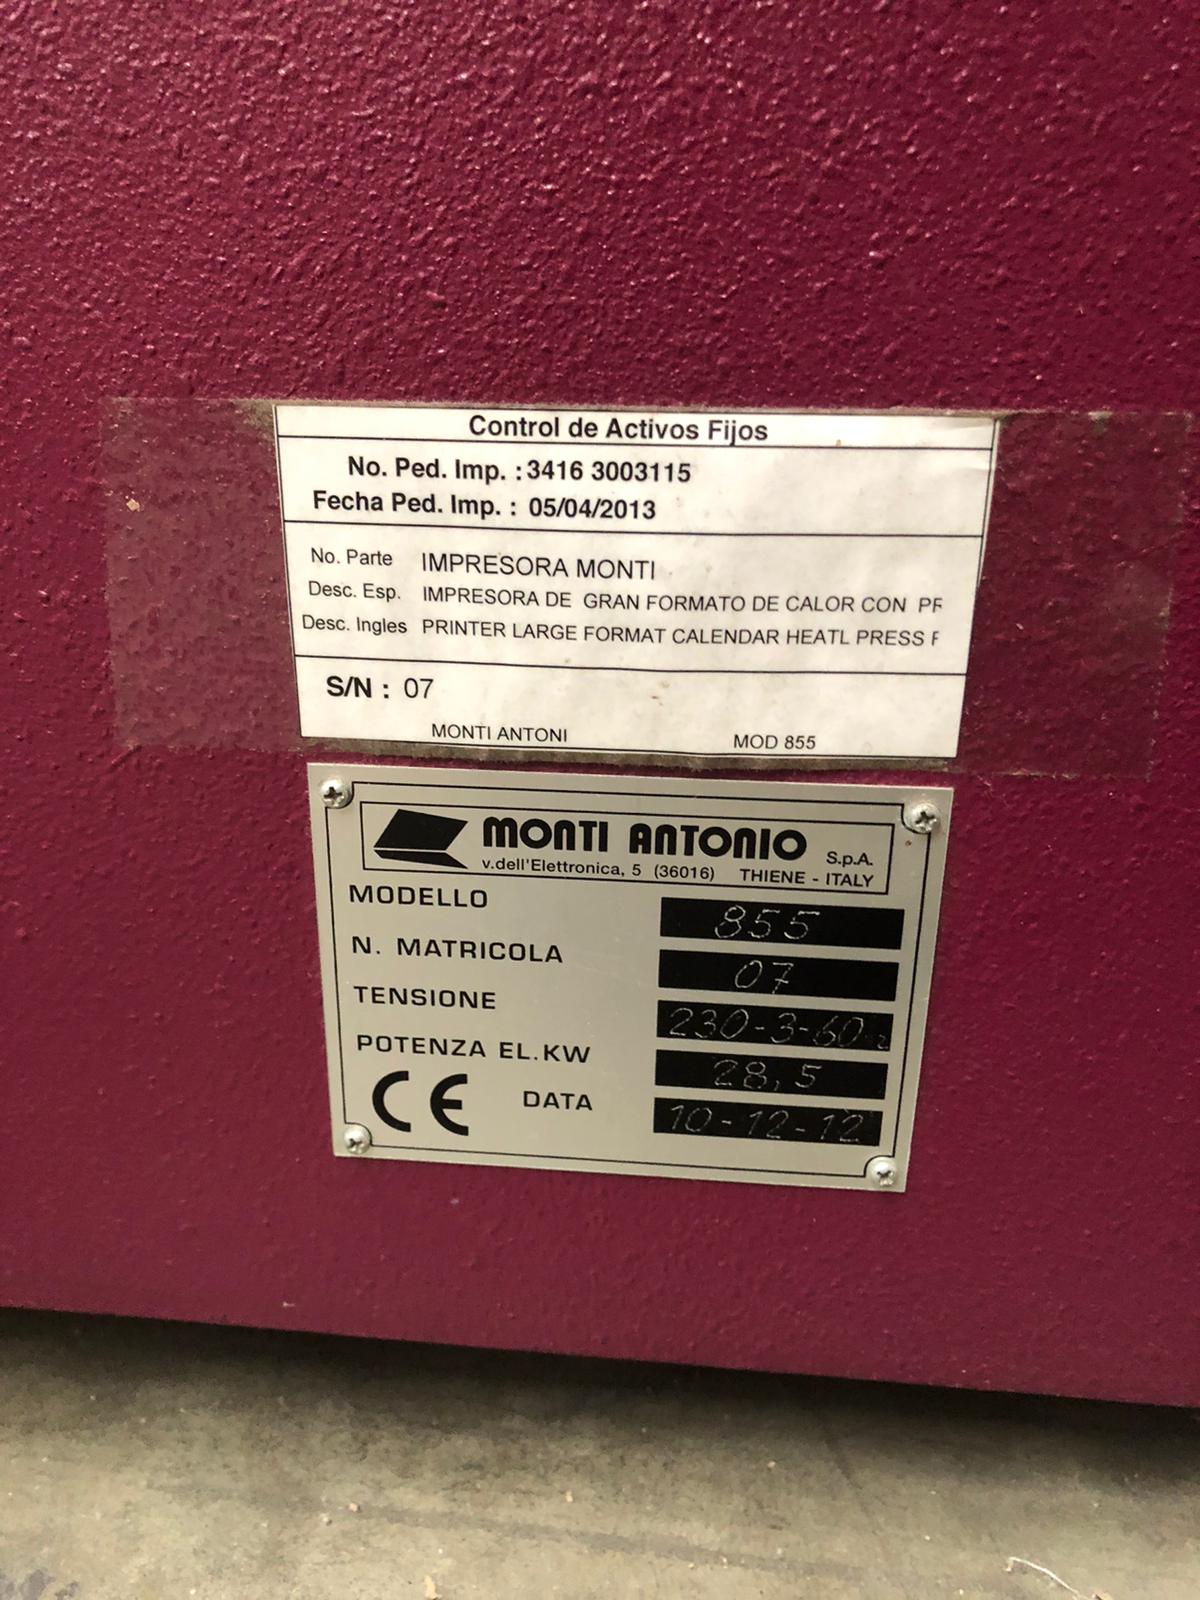 Control de Activos Fijos
No. Ped. Imp. : 3416 3003115
Fecha Ped. Imp. : 05/04/2013
No. Parte IMPRESORA MONTI
Desc. Esp. IMPRESORA DE GRAN FORMATO DE CALOR CON PR
Desc. Ingles PRINTER LARGE FORMAT CALENDAR HEATL PRESS F
S/N : 07
MONTI ANTONI MOD 855
MONTI ANTONIO S.p.A.
v.dell'Elettronica, 5 (36016) THIENE - ITALY
MODELLO 855
N. MATRICOLA 07
TENSIONE 230-3-60
POTENZA EL.KW 28,5
CE DATA 10-12-12